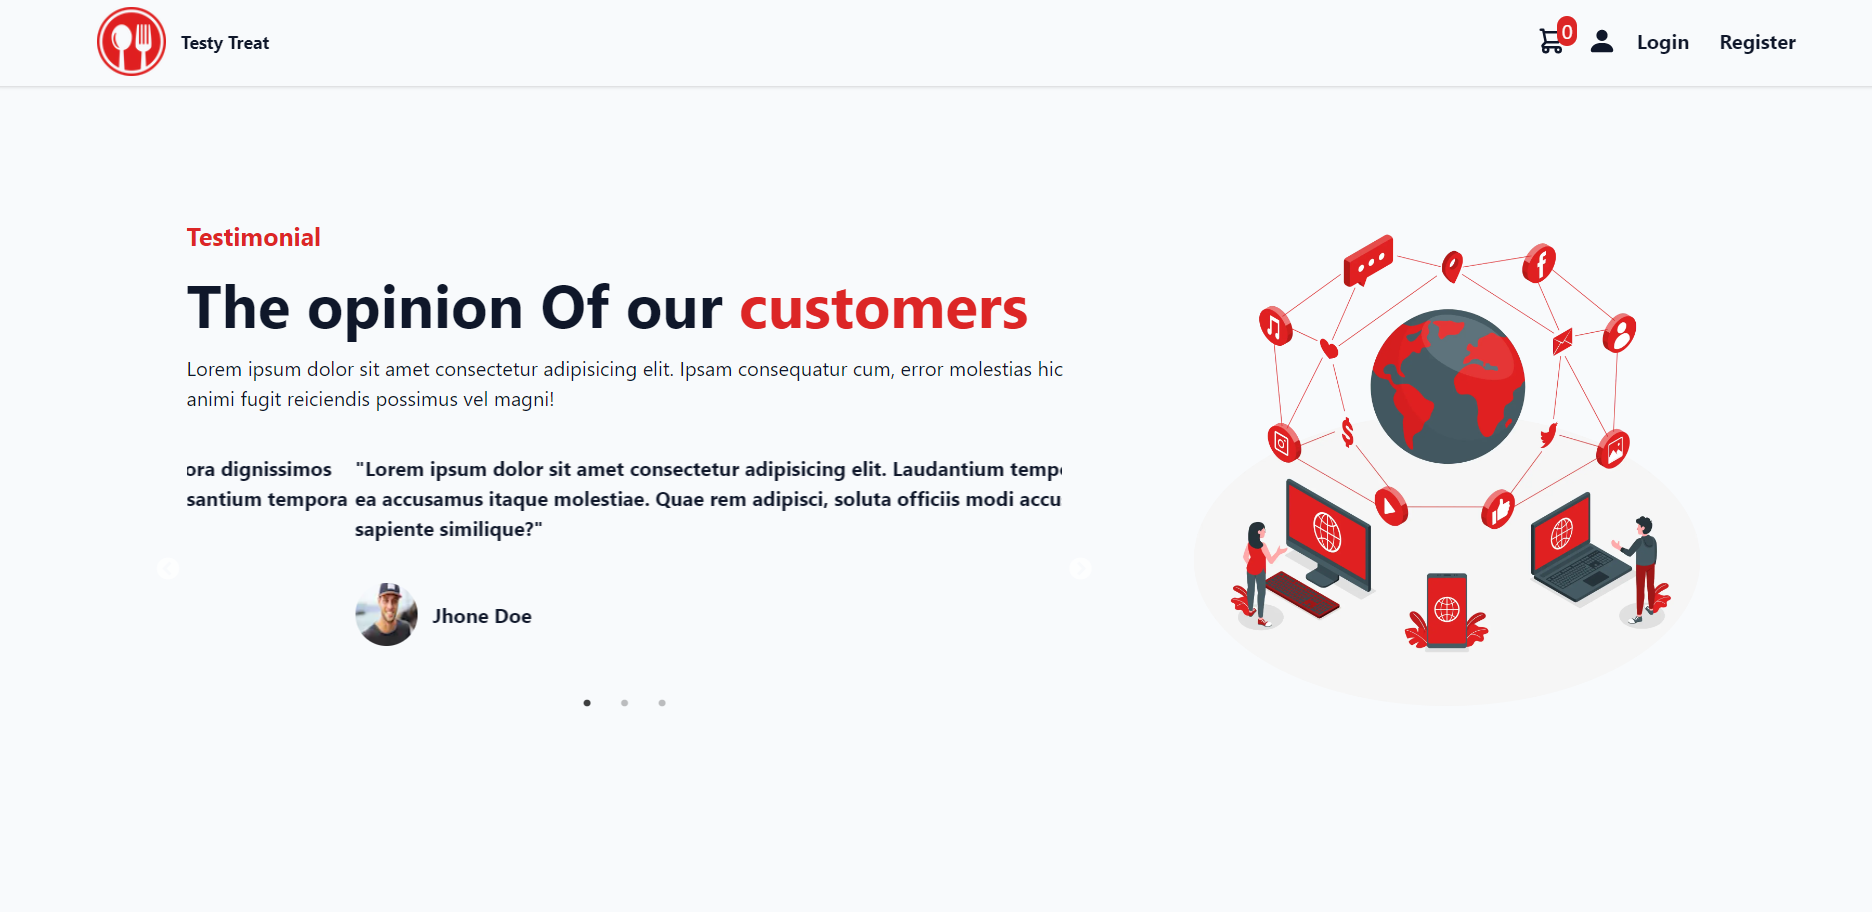 Testy Treat
0
Login
Register
Testimonial
The opinion Of our customers
Lorem ipsum dolor sit amet consectetur adipisicing elit. Ipsam consequatur cum, error molestias hic
animi fugit reiciendis possimus vel magni!
ora dignissimos
santium tempora
"Lorem ipsum dolor sit amet consectetur adipisicing elit. Laudantium temp
ea accusamus itaque molestiae. Quae rem adipisci, soluta officiis modi accu
sapiente similique?"
Jhone Doe